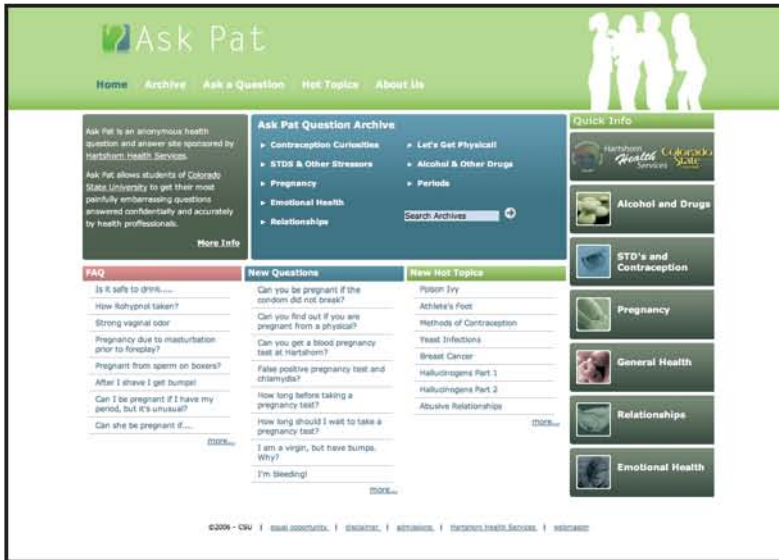 Ask Pat
Home
Archive
Ask a Question
Hot Topics
About Us
Ask Pat is an anonymous health
question and answer site sponsored by
Hartshorn Health Services.
Ask Pat allows students of Colorado
State University to get their most
painfully embarrassing questions
answered confidentially and accurately
by health proffesionals.
More Info
Ask Pat Question Archive
Contraception Curiosities
STDS & Other Stressors
Pregnancy
Emotional Health
Relationships
Let's Get Physical!
Alcohol & Other Drugs
Periods
Search Archives
Quick Info
Hartshorn
Health
Services
Colorado
State
Alcohol and Drugs
STD's and
Contraception
Pregnancy
General Health
Relationships
Emotional Health
FAQ
Is it safe to drink.....
How Rohypnol taken?
Strong vaginal odor
Pregnancy due to masturbation
prior to foreplay?
Pregnant from sperm on boxers?
After I shave I get bumps!
Can I be pregnant if I have my
period, but it's unusual?
Can she be pregnant if....
more...
New Questions
Can you be pregnant if the
condom did not break?
Can you find out if you are
pregnant from a physical?
Can you get a blood pregnancy
test at Hartshorn?
False positive pregnancy test and
chlamydia?
How long before taking a
pregnancy test?
How long should I wait to take a
pregnancy test?
I am a virgin, but have bumps.
Why?
I'm bleeding!
more...
New Hot Topics
Poison Ivy
Athlete's Foot
Methods of Contraception
Yeast Infections
Breast Cancer
Hallucinogens Part 1
Hallucinogens Part 2
Abusive Relationships
more...
©2006 - CSU | equal opportunity | disclaimer | admissions | Hartshorn Health Services | webmaster